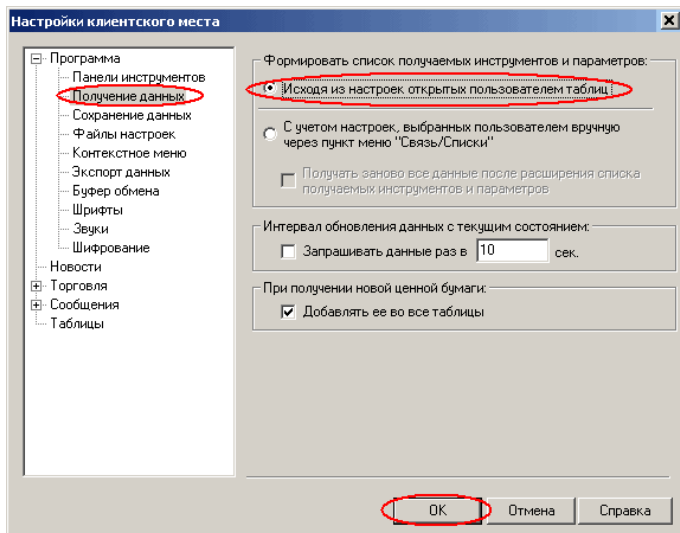 Настройки клиентского места
Программа
Панели инструментов
Получение данных
Сохранение данных
Файлы настроек
Контекстное меню
Экспорт данных
Буфер обмена
Шрифты
Звуки
Шифрование
Новости
Торговля
Сообщения
Таблицы
Формировать список получаемых инструментов и параметров:
Исходя из настроек открытых пользователем таблиц
С учетом настроек, выбранных пользователем вручную
через пункт меню "Связь/Списки"
Получать заново все данные после расширения списка
получаемых инструментов и параметров
Интервал обновления данных с текущим состоянием:
Запрашивать данные раз в 10 сек.
При получении новой ценной бумаги:
Добавлять ее во все таблицы
OK Отмена Справка